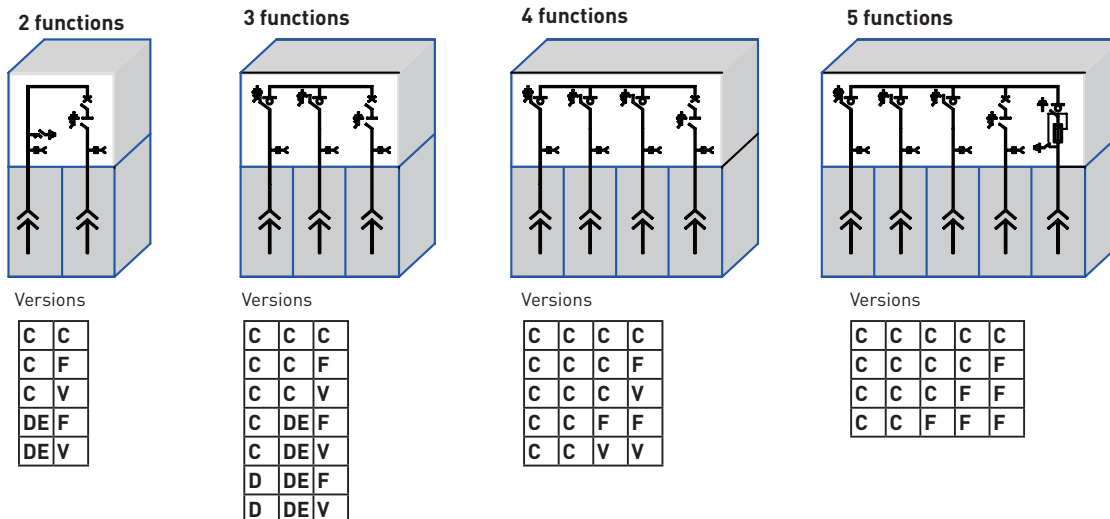 2 functions
Versions
C C
C F
C V
DE F
DE V
3 functions
Versions
C C C
C C F
C C V
C DE F
C DE V
D DE F
D DE V
4 functions
Versions
C C C C
C C C F
C C C V
C C F F
C C V V
5 functions
Versions
C C C C C
C C C C F
C C C F F
C C F F F